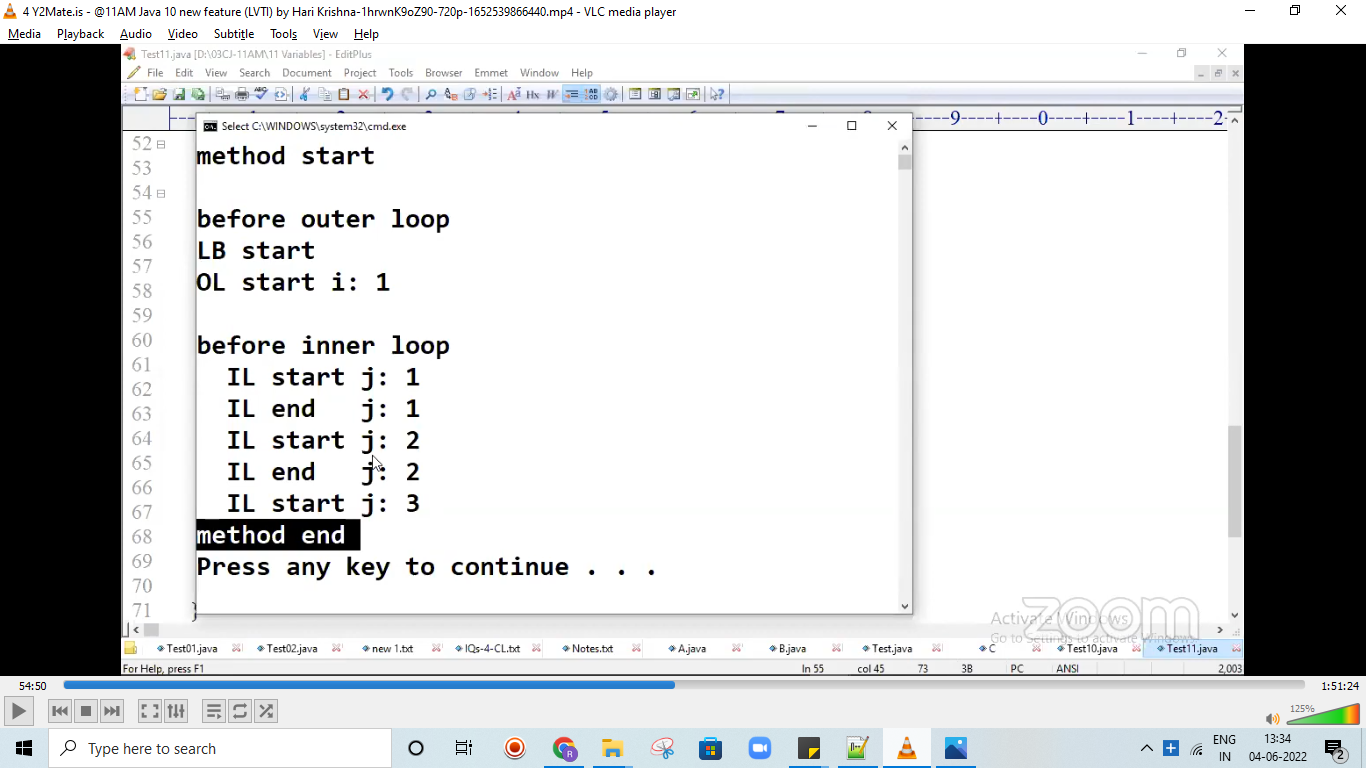 4 Y2Mate.is - @11AM Java 10 new feature (LVTI) by Hari Krishna-1hrwnK9oZ90-720p-1652539866440.mp4 - VLC media player
Media Playback Audio Video Subtitle Tools View Help
Test11.java [D:\03CJ-11AM\11 Variables] - EditPlus
File Edit View Search Document Project Tools Browser Emmet Window Help
Select C:\WINDOWS\system32\cmd.exe
9----+----0----+----1----+----2
52
53
54
55
56
57
58
59
60
61
62
63
64
65
66
67
68
69
70
71 }
method start
before outer loop
LB start
OL start i: 1
before inner loop
IL start j: 1
IL end   j: 1
IL start j: 2
IL end   j: 2
IL start j: 3
method end
Press any key to continue . . .
zoom
Activate Windows
Go to Settings to activate Windows.
Test01.java Test02.java new 1.txt IQs-4-CL.txt Notes.txt A.java B.java Test.java C Test10.java Test11.java
For Help, press F1 ln 55 col 45 73 3B PC ANSI 2,003
54:50 1:51:24
125%
Type here to search
ENG 13:34
IN 04-06-2022
2